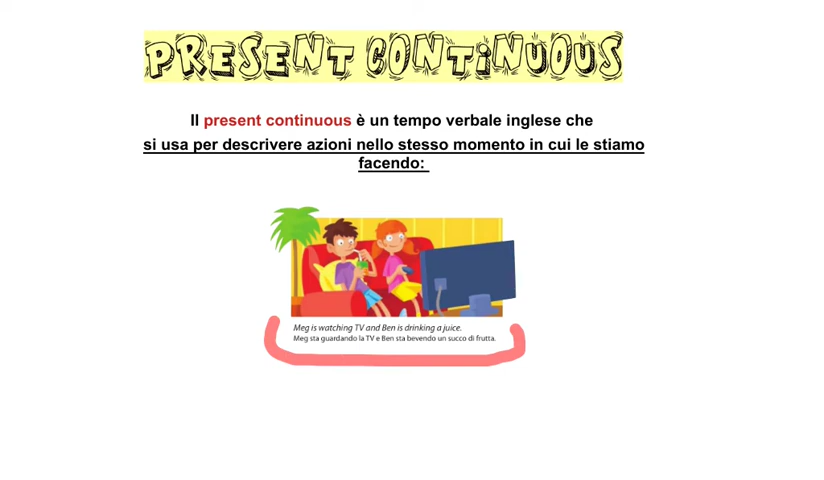 PRESENT CONTINUOUS
Il present continuous è un tempo verbale inglese che
si usa per descrivere azioni nello stesso momento in cui le stiamo
facendo:
Meg is watching TV and Ben is drinking a juice.
Meg sta guardando la TV e Ben sta bevendo un succo di frutta.